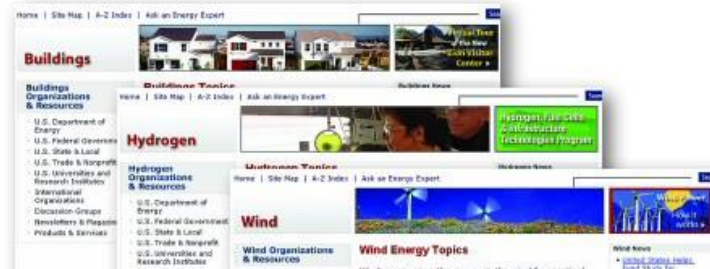 Home | Site Map | A-Z Index | Ask an Energy Expert
Buildings
Virtual Tour
of the New
Zion Visitor
Center »
Buildings
Organizations
& Resources
Buildings Topics
Buildings News
U.S. Department of
Energy
U.S. Federal Government
U.S. State & Local
U.S. Trade & Nonprofit
U.S. Universities and
Research Institutes
International
Organizations
Discussion Groups
Newsletters & Magazin
Products & Services
Home | Site Map | A-Z Index | Ask an Energy Expert
Hydrogen
Hydrogen, Fuel Cells
& Infrastructure
Technologies Program
Hydrogen
Organizations
& Resources
Hydrogen Topics
Hydrogen News
U.S. Department of
Energy
U.S. Federal Government
U.S. State & Local
U.S. Trade & Nonprofit
U.S. Universities and
Research Institutes
Home | Site Map | A-Z Index | Ask an Energy Expert
Wind
How it
works »
Wind Organizations
& Resources
Wind Energy Topics
Wind News
United States Helps